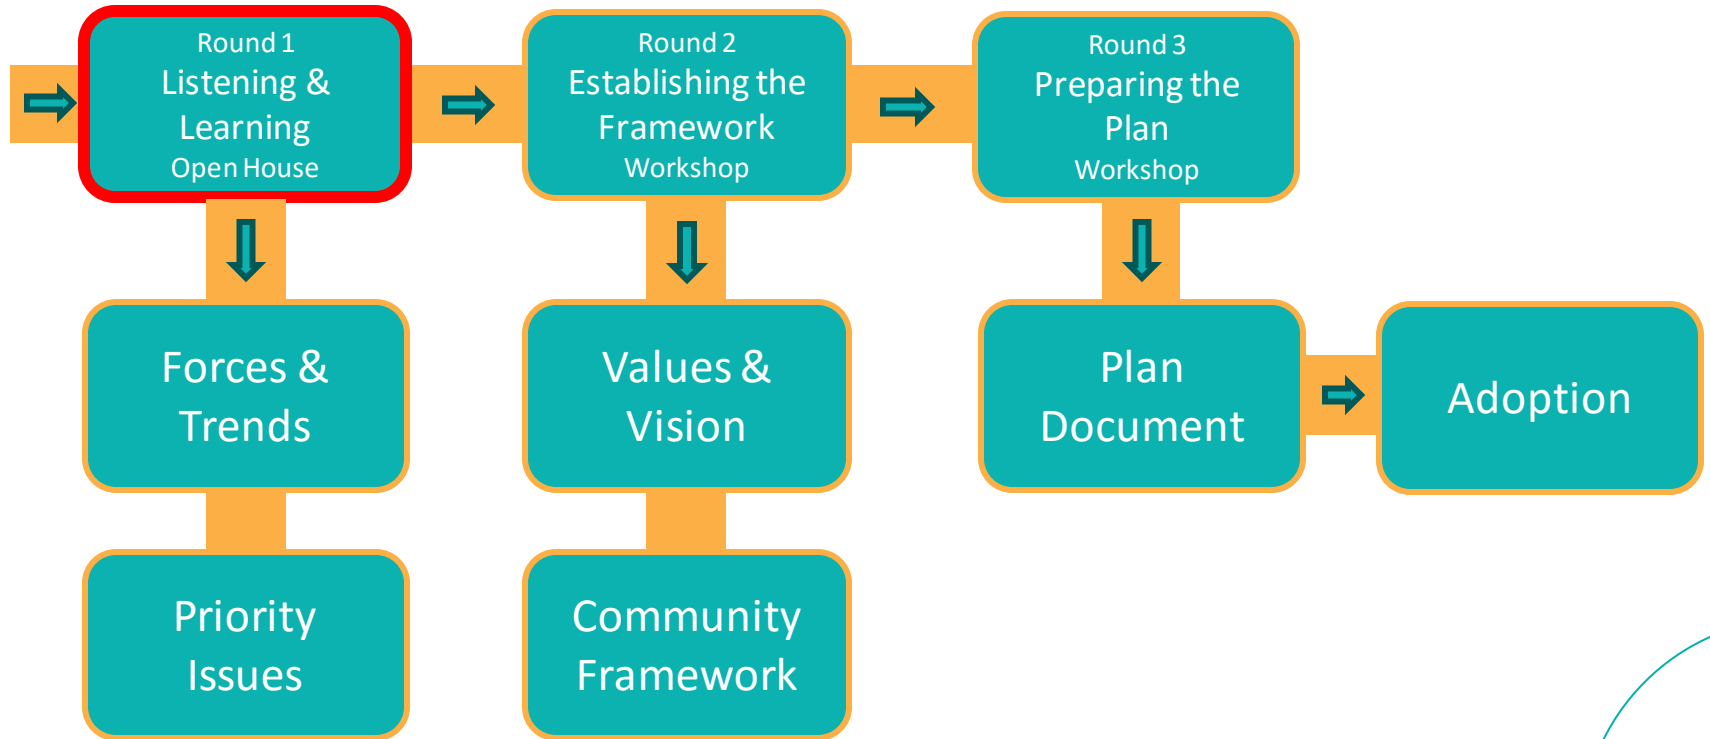 Round 1
Listening &
Learning
Open House
Round 2
Establishing the
Framework
Workshop
Round 3
Preparing the
Plan
Workshop
Forces &
Trends
Values &
Vision
Plan
Document
Adoption
Priority
Issues
Community
Framework